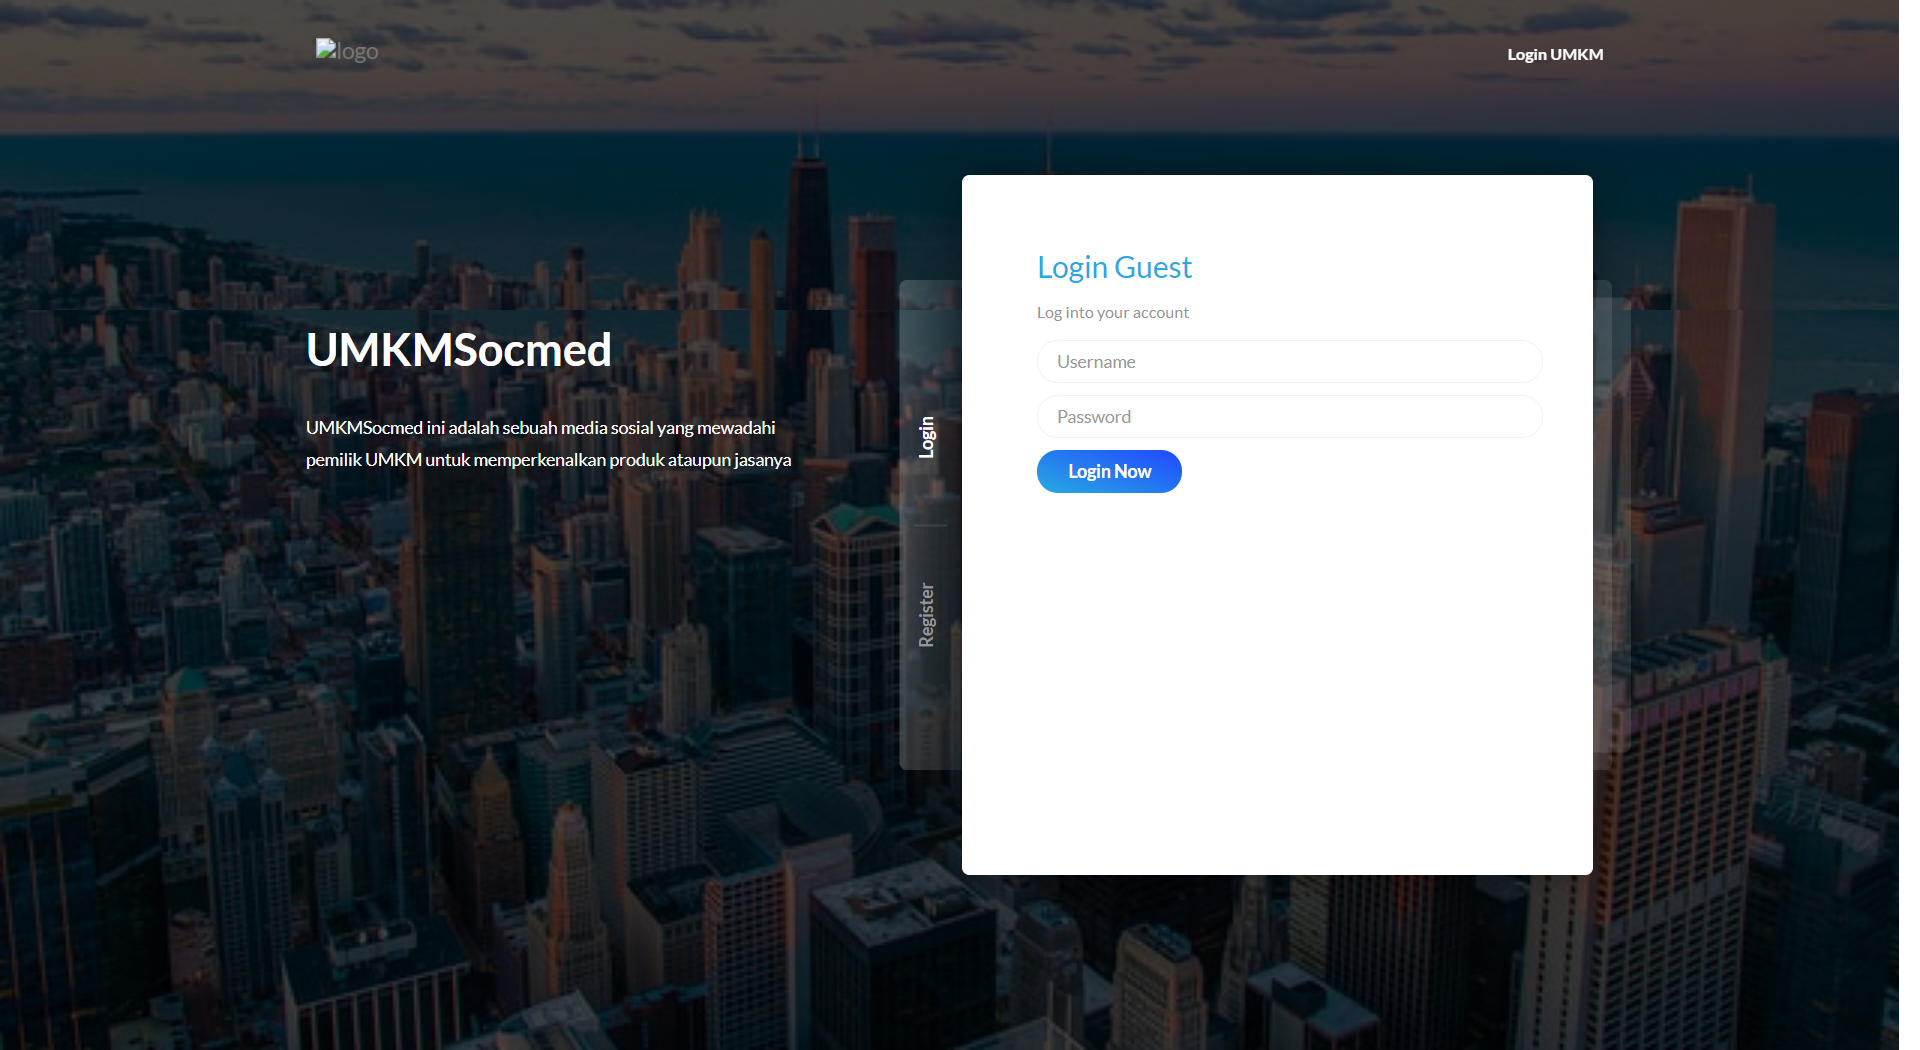 logo
Login UMKM
UMKMSocmed
UMKMSocmed ini adalah sebuah media sosial yang mewadahi
pemilik UMKM untuk memperkenalkan produk ataupun jasanya
Login
Register
Login Guest
Log into your account
Username
Password
Login Now